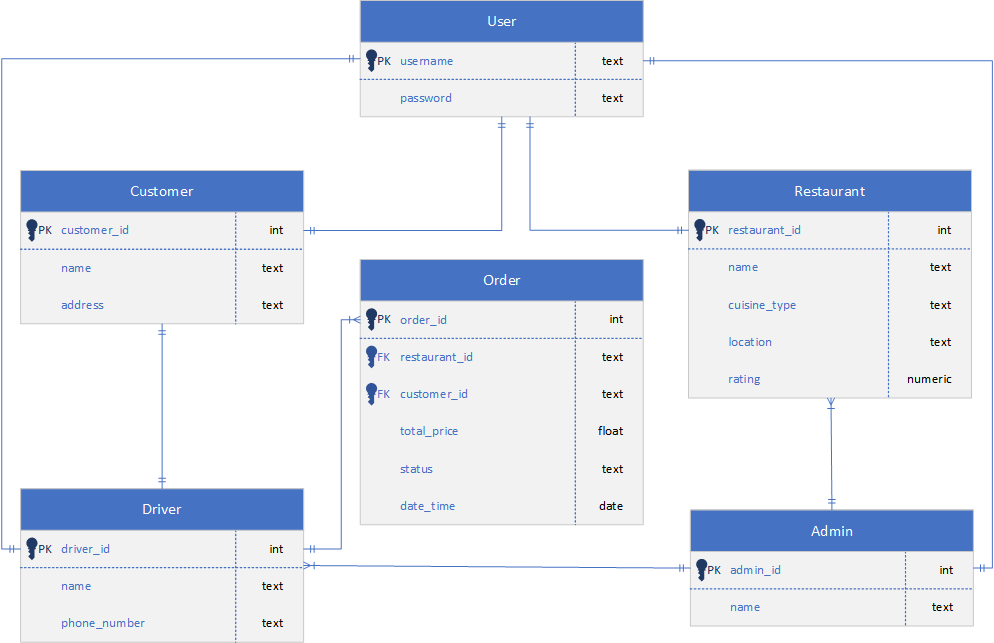 User
PK username text
password text
Customer
PK customer_id int
name text
address text
Restaurant
PK restaurant_id int
name text
cuisine_type text
location text
rating numeric
Order
PK order_id int
FK restaurant_id text
FK customer_id text
total_price float
status text
date_time date
Driver
PK driver_id int
name text
phone_number text
Admin
PK admin_id int
name text